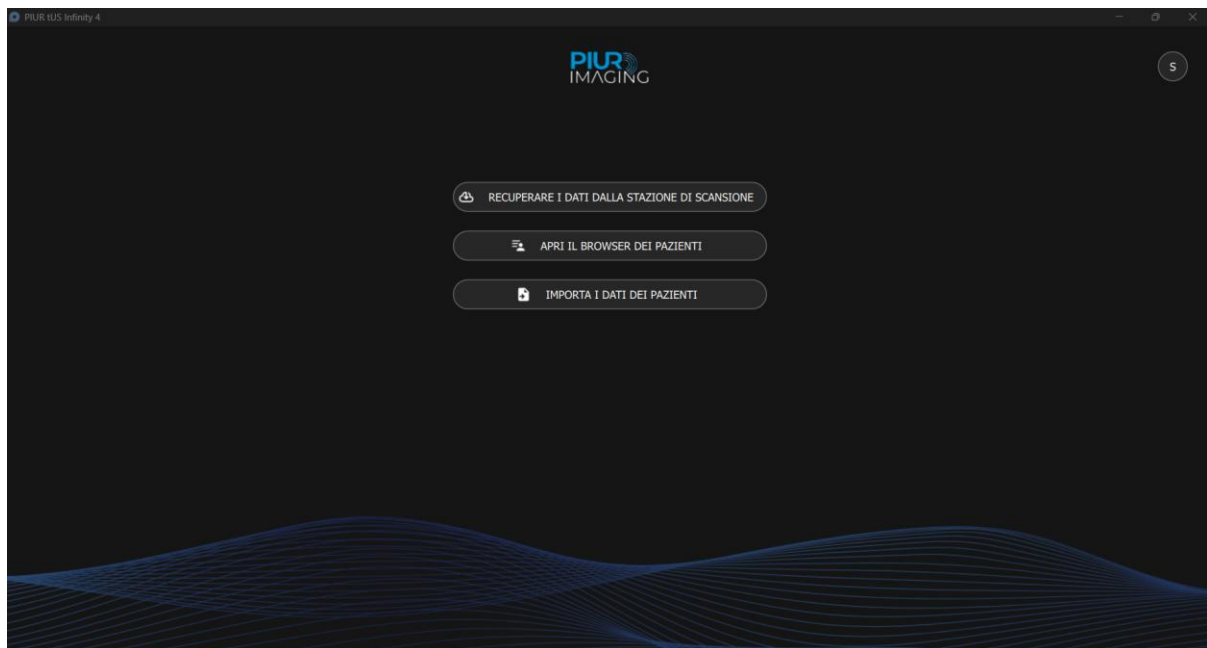 PIUR tUS Infinity 4
PIUR
IMAGING
S
RECUPERARE I DATI DALLA STAZIONE DI SCANSIONE
APRI IL BROWSER DEI PAZIENTI
IMPORTA I DATI DEI PAZIENTI